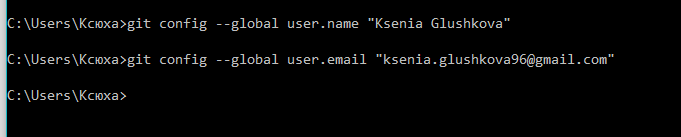 C:\Users\Ксюха>git config --global user.name "Ksenia Glushkova"
C:\Users\Ксюха>git config --global user.email "ksenia.glushkova96@gmail.com"
C:\Users\Ксюха>